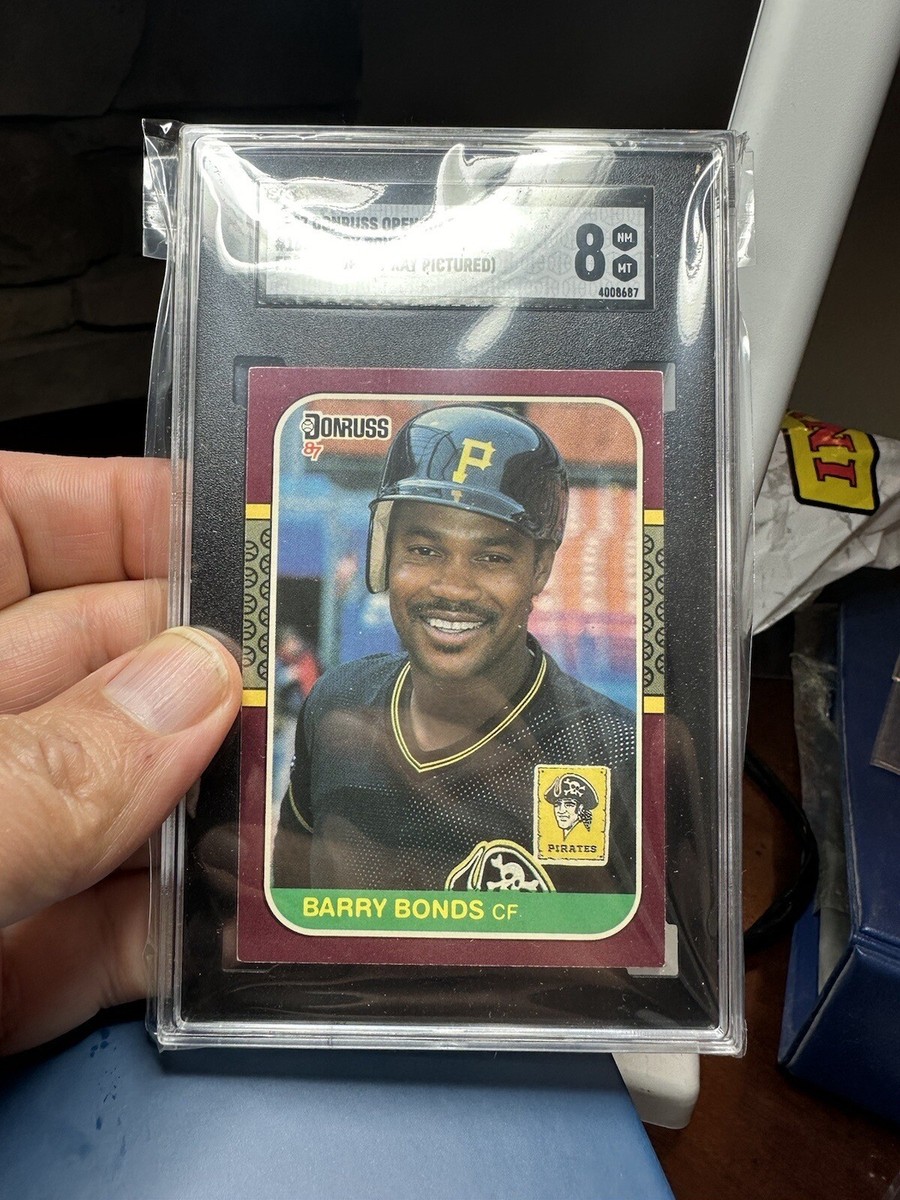 DONRUSS OPEN
PICTURED)
8
NM
MT
4008687
DONRUSS
87
P
PIRATES
BARRY BONDS CF